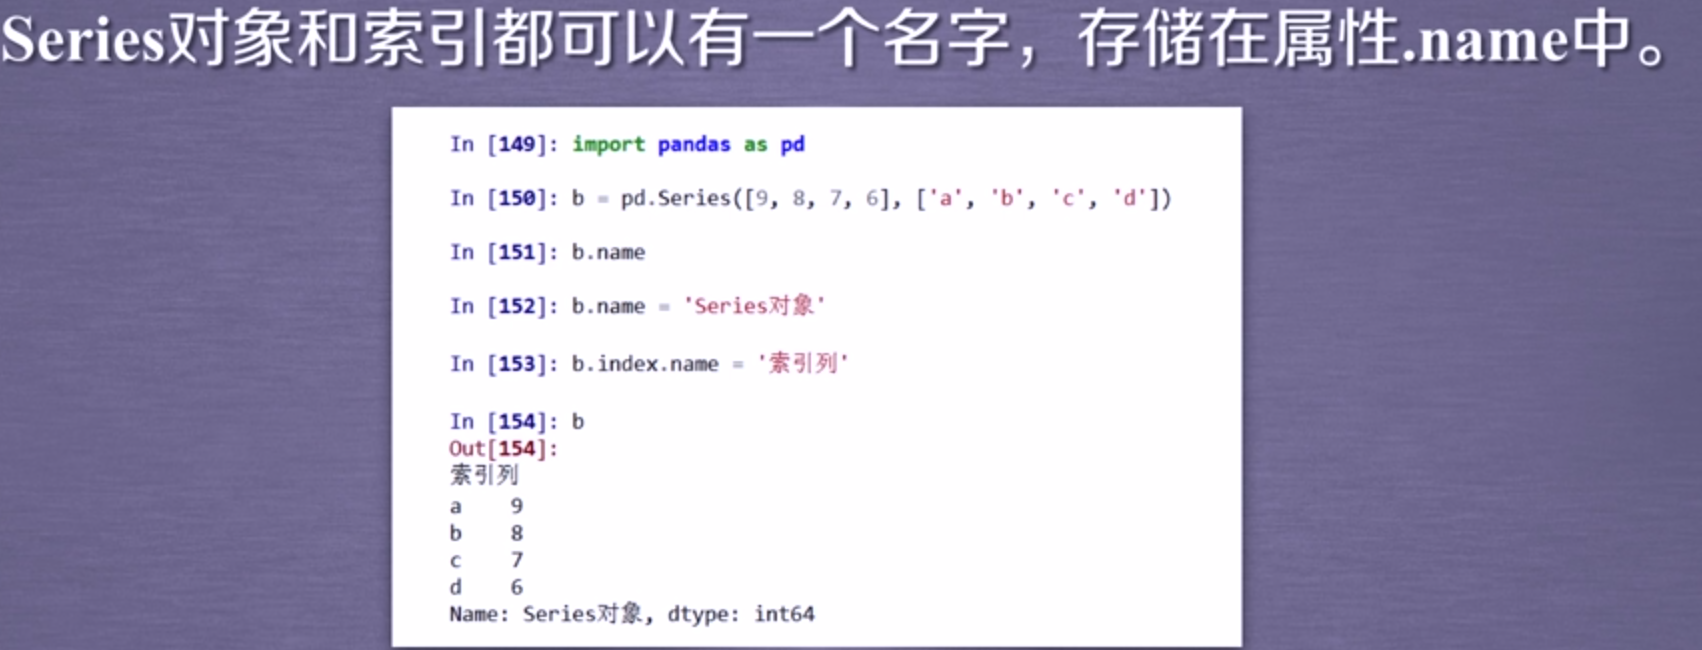 Series对象和索引都可以有一个名字，存储在属性.name中。
In [149]: import pandas as pd
In [150]: b = pd.Series([9, 8, 7, 6], ['a', 'b', 'c', 'd'])
In [151]: b.name
In [152]: b.name = 'Series对象'
In [153]: b.index.name = '索引列'
In [154]: b
Out[154]:
索引列
a    9
b    8
c    7
d    6
Name: Series对象, dtype: int64